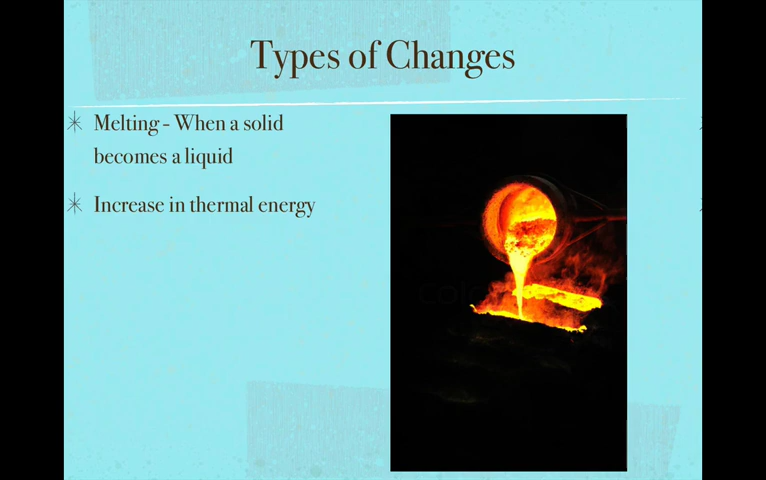 Types of Changes
Melting - When a solid
becomes a liquid
Increase in thermal energy